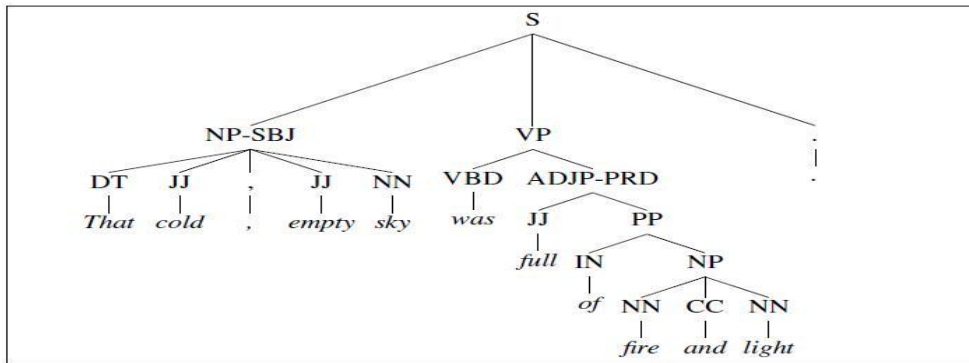 S
NP-SBJ VP .
DT JJ , JJ NN VBD ADJP-PRD .
That cold , empty sky was JJ PP
full IN NP
of NN CC NN
fire and light